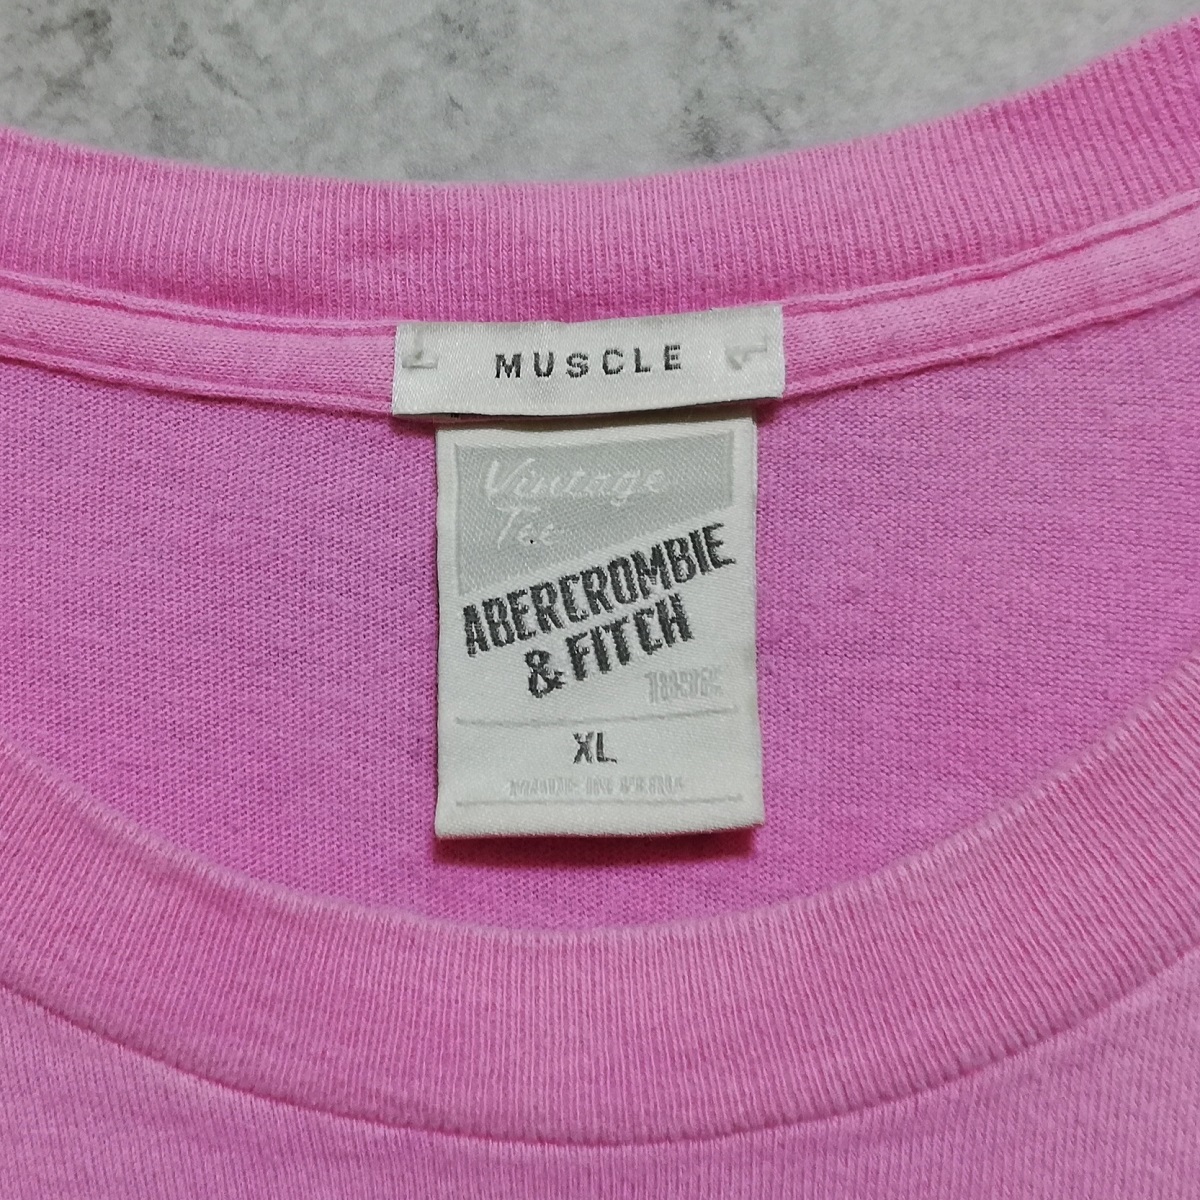 MUSCLE
Vintage
Tee
ABERCROMBIE
& FITCH
XL